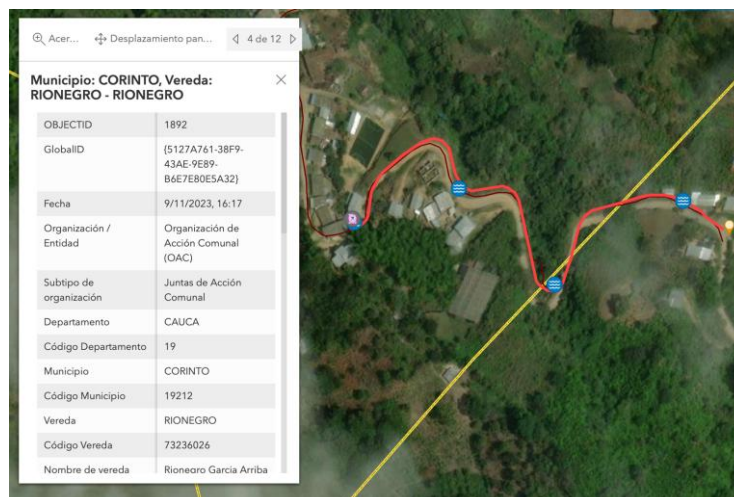 Acer... Desplazamiento pan... 4 de 12
Municipio: CORINTO, Vereda:
RIONEGRO - RIONEGRO
OBJECTID 1892
GlobalID {5127A761-38F9-
43AE-9E89-
B6E7E80E5A32}
Fecha 9/11/2023, 16:17
Organización / Organización de
Entidad Acción Comunal
(OAC)
Subtipo de Juntas de Acción
organización Comunal
Departamento CAUCA
Código Departamento 19
Municipio CORINTO
Código Municipio 19212
Vereda RIONEGRO
Código Vereda 73236026
Nombre de vereda Rionegro Garcia Arriba